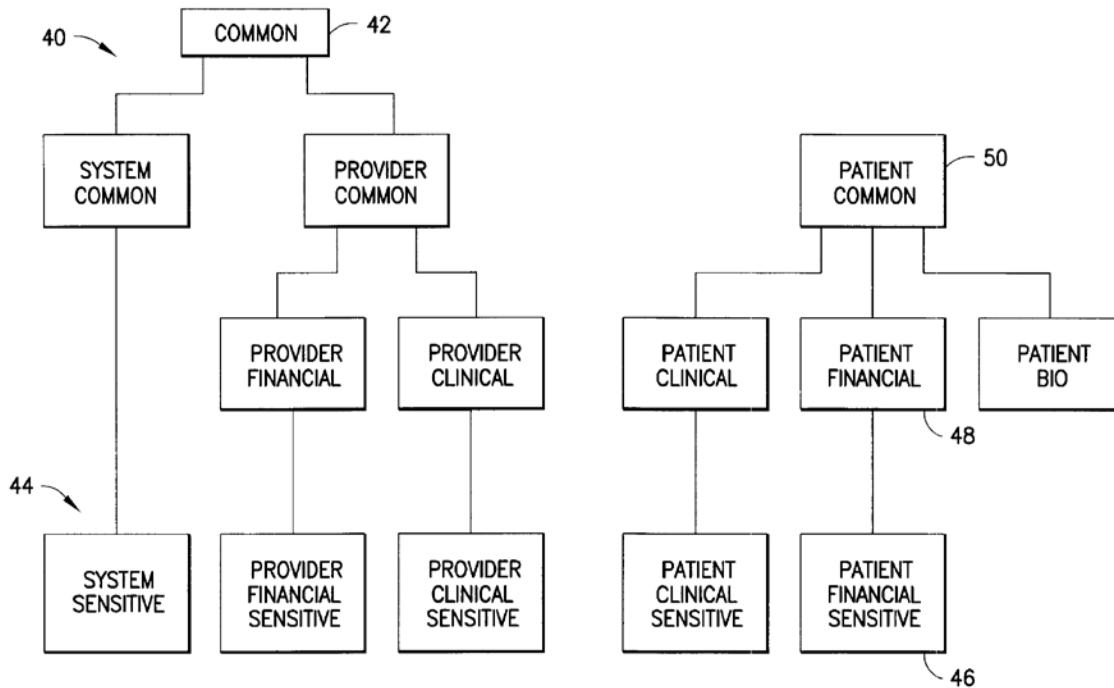 COMMON
42
40
SYSTEM
COMMON
PROVIDER
COMMON
PATIENT
COMMON
50
PROVIDER
FINANCIAL
PROVIDER
CLINICAL
PATIENT
CLINICAL
PATIENT
FINANCIAL
PATIENT
BIO
48
44
SYSTEM
SENSITIVE
PROVIDER
FINANCIAL
SENSITIVE
PROVIDER
CLINICAL
SENSITIVE
PATIENT
CLINICAL
SENSITIVE
PATIENT
FINANCIAL
SENSITIVE
46